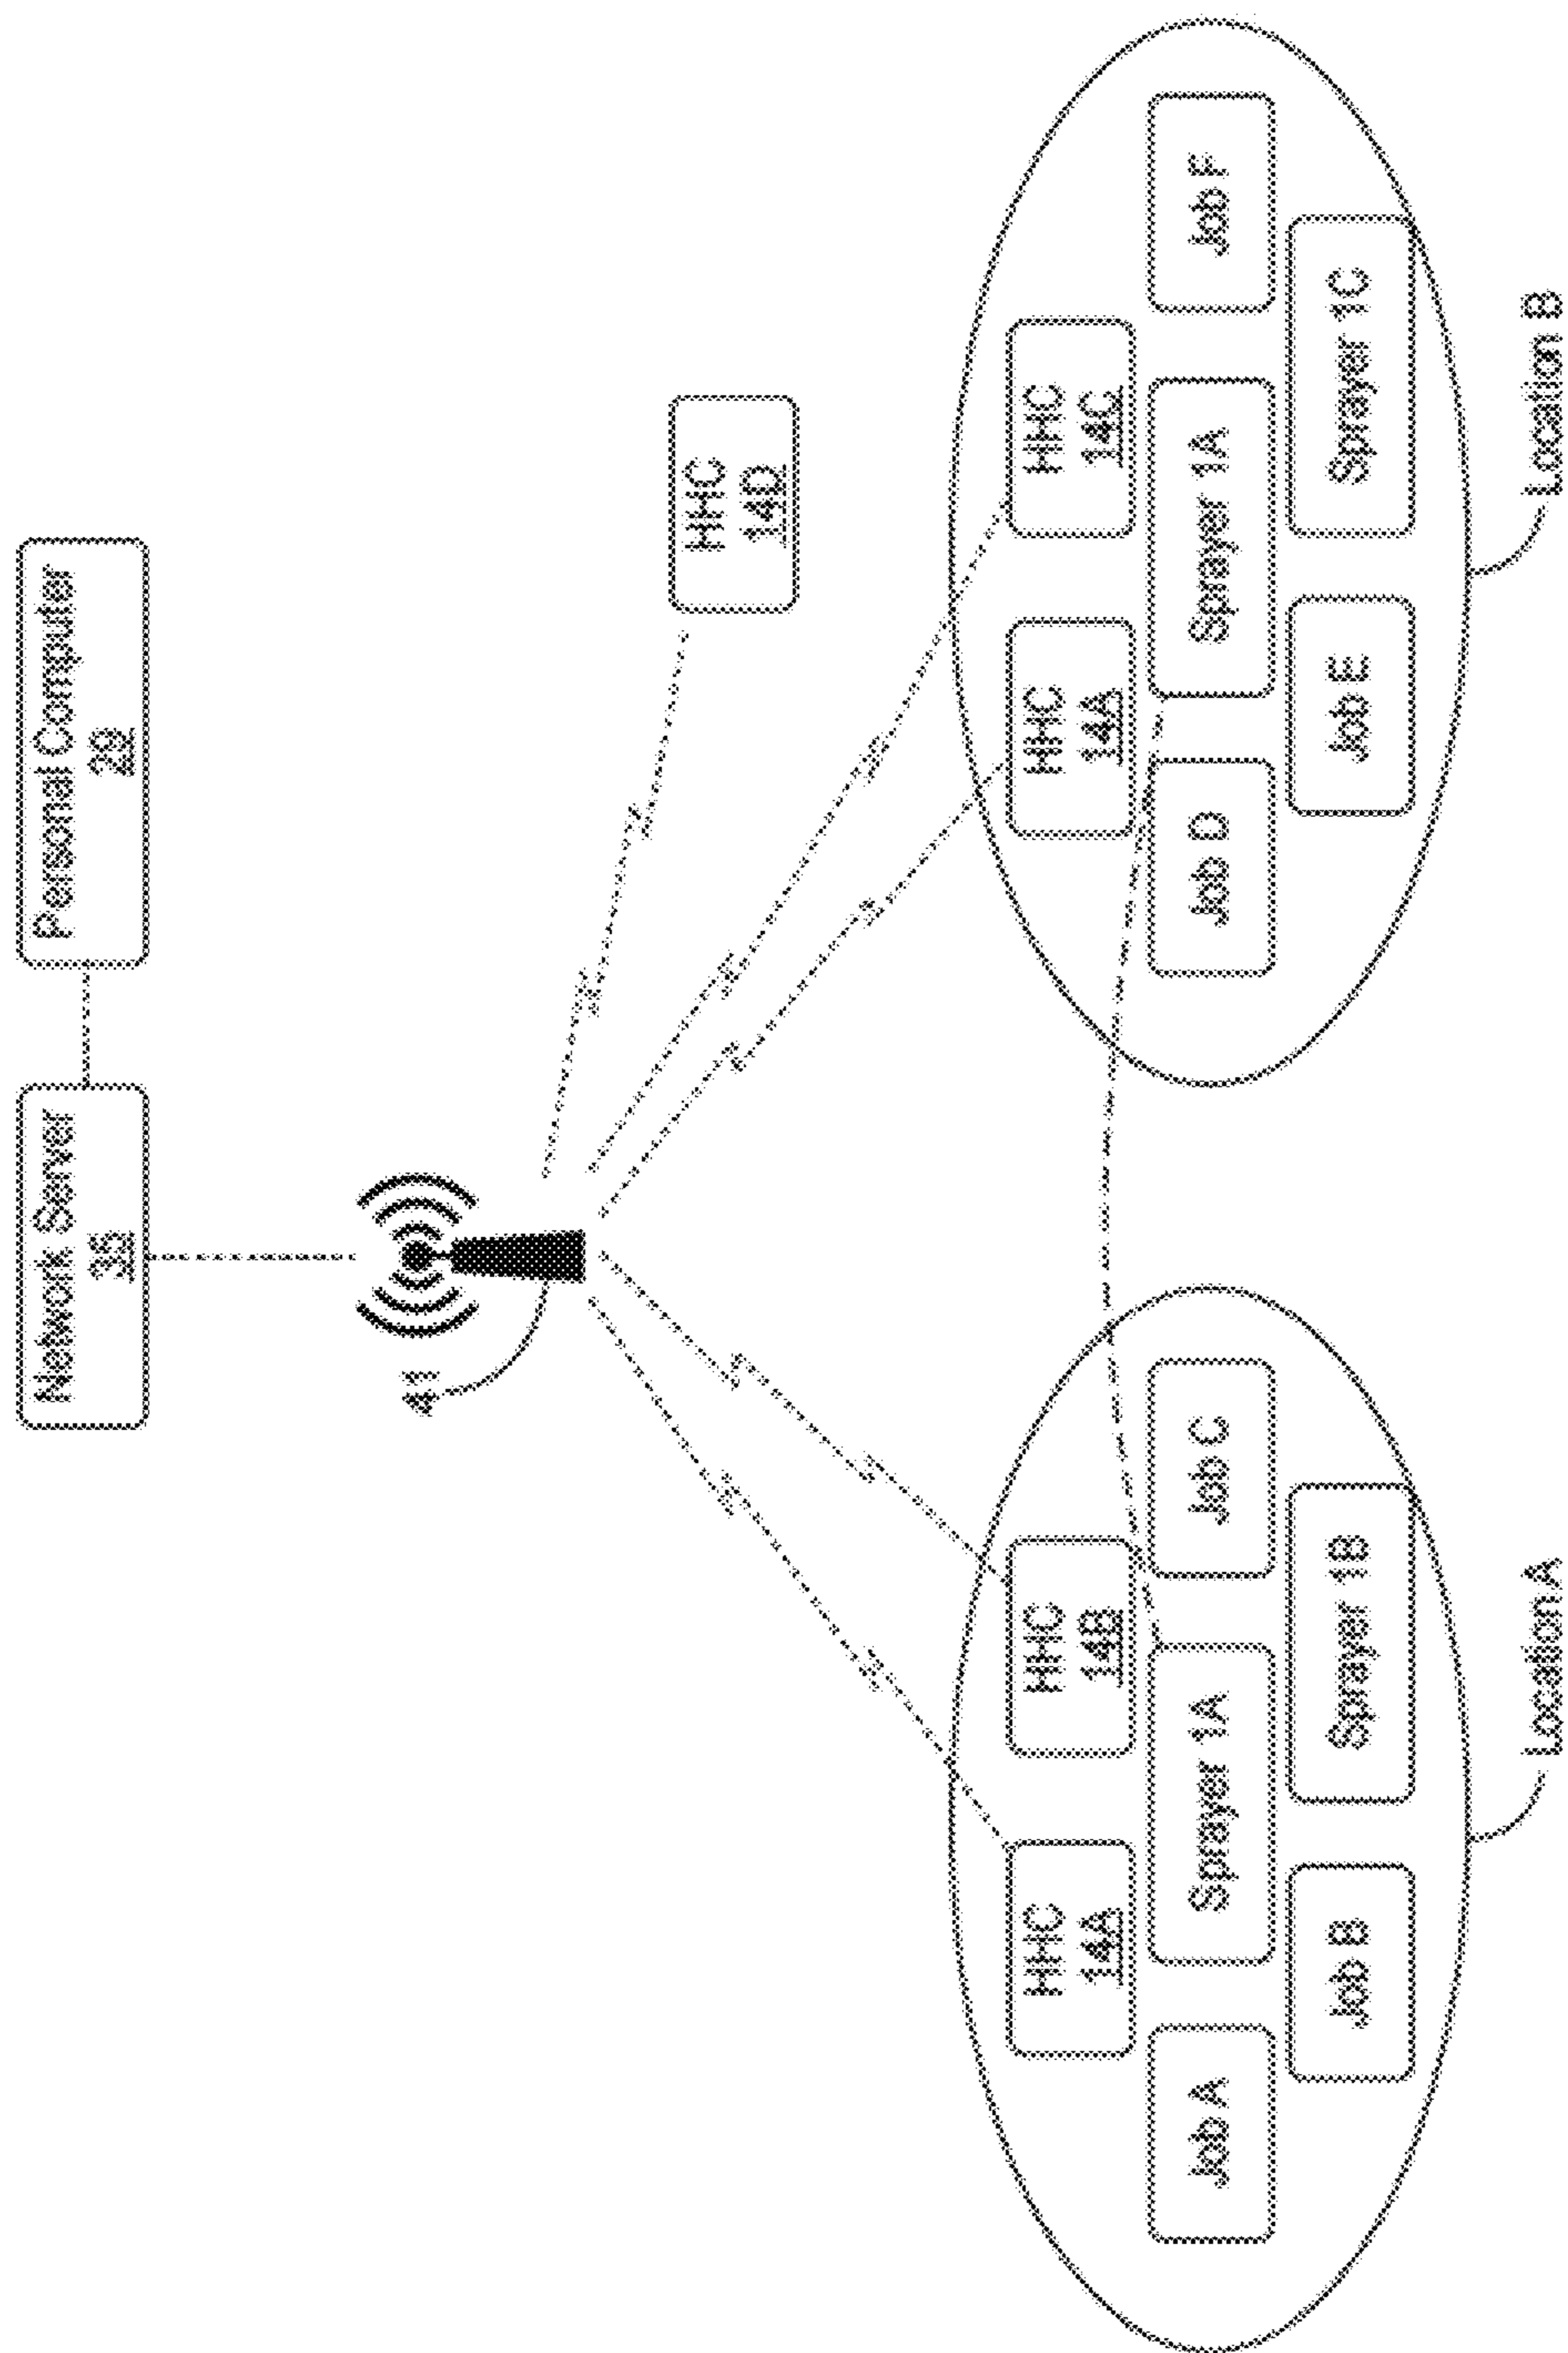 Network Server
35
Personal Computer
29
41
HHC
14D
HHC
14A
HHC
14B
Job A
Sprayer 1A
Job C
Job B
Sprayer 1B
Location A
HHC
14A
HHC
14C
Job D
Sprayer 1A
Job F
Job E
Sprayer 1C
Location B